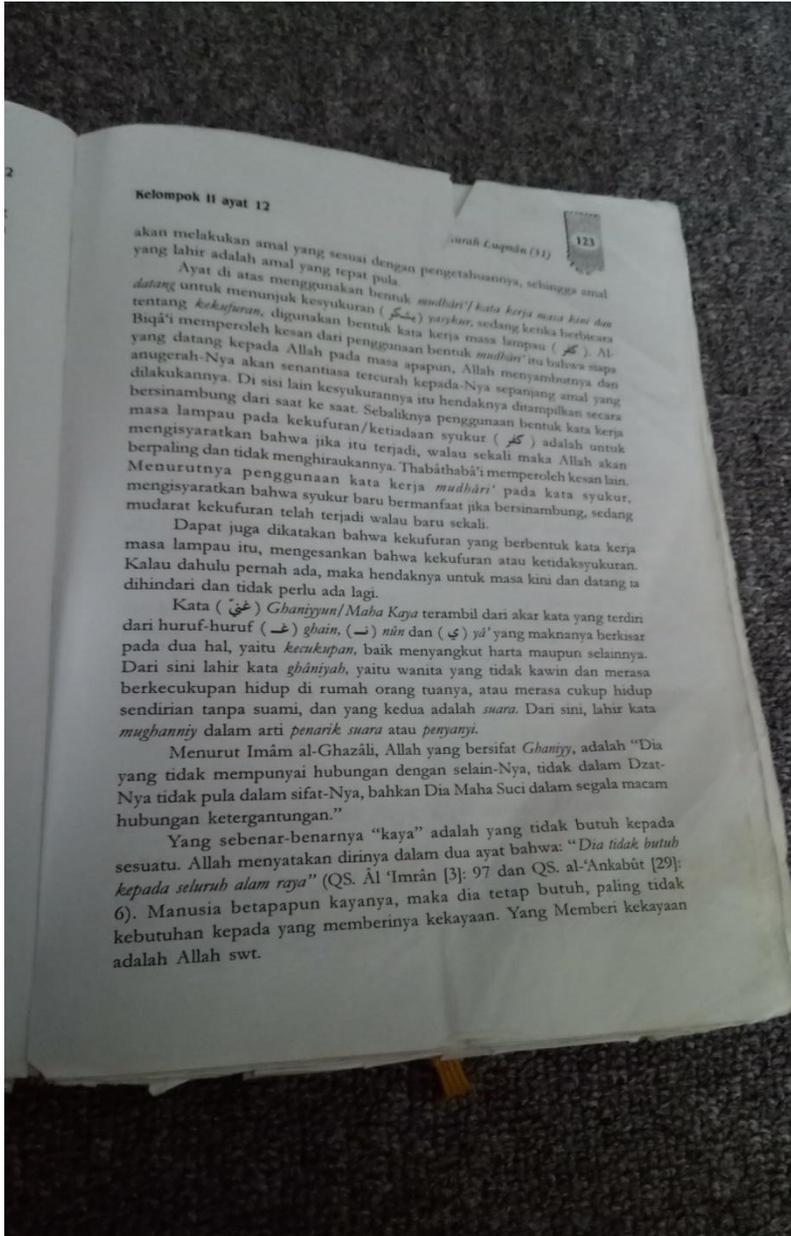 2
Kelompok II ayat 12
Surah Luqmân (31)
123
akan melakukan amal yang sesuai dengan pengetahuannya, sehingga amal
yang lahir adalah amal yang tepat pula.
Ayat di atas menggunakan bentuk mudhâri'/kata kerja masa kini dan
datang untuk menunjuk kesyukuran ( يشكر ) yasykur, sedang ketika berbicara
tentang kekufuran, digunakan bentuk kata kerja masa lampau ( كفر ). Al-
Biqâ'i memperoleh kesan dari penggunaan bentuk mudhâri' itu bahwa siapa
yang datang kepada Allah pada masa apapun, Allah menyambutnya dan
anugerah-Nya akan senantiasa tercurah kepada-Nya sepanjang amal yang
dilakukannya. Di sisi lain kesyukurannya itu hendaknya ditampilkan secara
bersinambung dari saat ke saat. Sebaliknya penggunaan bentuk kata kerja
masa lampau pada kekufuran/ketiadaan syukur ( كفر ) adalah untuk
mengisyaratkan bahwa jika itu terjadi, walau sekali maka Allah akan
berpaling dan tidak menghiraukannya. Thabâthabâ'i memperoleh kesan lain.
Menurutnya penggunaan kata kerja mudhâri' pada kata syukur,
mengisyaratkan bahwa syukur baru bermanfaat jika bersinambung, sedang
mudarat kekufuran telah terjadi walau baru sekali.
Dapat juga dikatakan bahwa kekufuran yang berbentuk kata kerja
masa lampau itu, mengesankan bahwa kekufuran atau ketidaksyukuran.
Kalau dahulu pernah ada, maka hendaknya untuk masa kini dan datang ia
dihindari dan tidak perlu ada lagi.
Kata ( غنيّ ) Ghaniyyun/Maha Kaya terambil dari akar kata yang terdiri
dari huruf-huruf ( غـ ) ghain, ( نـ ) nûn dan ( ي ) yâ' yang maknanya berkisar
pada dua hal, yaitu kecukupan, baik menyangkut harta maupun selainnya.
Dari sini lahir kata ghâniyah, yaitu wanita yang tidak kawin dan merasa
berkecukupan hidup di rumah orang tuanya, atau merasa cukup hidup
sendirian tanpa suami, dan yang kedua adalah suara. Dari sini, lahir kata
mughanniy dalam arti penarik suara atau penyanyi.
Menurut Imâm al-Ghazâli, Allah yang bersifat Ghaniyy, adalah “Dia
yang tidak mempunyai hubungan dengan selain-Nya, tidak dalam Dzat-
Nya tidak pula dalam sifat-Nya, bahkan Dia Maha Suci dalam segala macam
hubungan ketergantungan.”
Yang sebenar-benarnya “kaya” adalah yang tidak butuh kepada
sesuatu. Allah menyatakan dirinya dalam dua ayat bahwa: “Dia tidak butuh
kepada seluruh alam raya” (QS. Âl ‘Imrân [3]: 97 dan QS. al-‘Ankabût [29]:
6). Manusia betapapun kayanya, maka dia tetap butuh, paling tidak
kebutuhan kepada yang memberinya kekayaan. Yang Memberi kekayaan
adalah Allah swt.